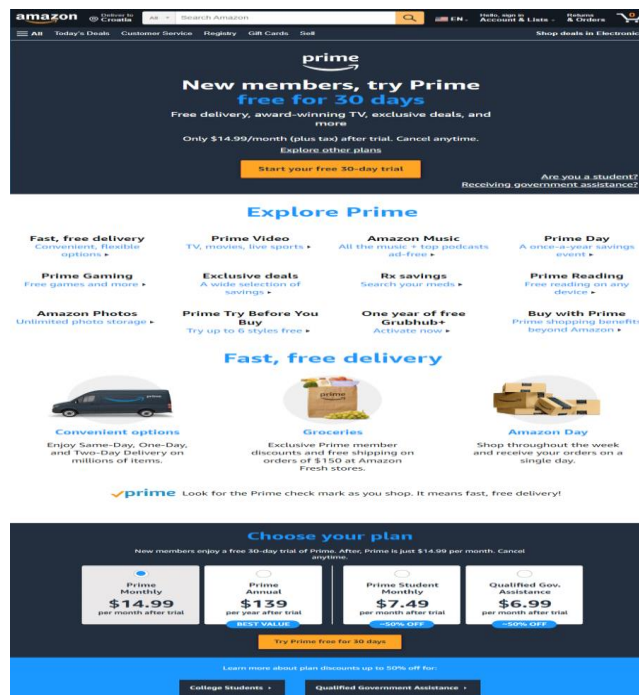 amazon
Deliver to
Croatia
All
Search Amazon
EN
Hello, sign in
Account & Lists
Returns
& Orders
0
All
Today's Deals
Customer Service
Registry
Gift Cards
Sell
Shop deals in Electronic
prime
New members, try Prime
free for 30 days
Free delivery, award-winning TV, exclusive deals, and
more
Only $14.99/month (plus tax) after trial. Cancel anytime.
Explore other plans
Start your free 30-day trial
Are you a student?
Receiving government assistance?
Explore Prime
Fast, free delivery
Convenient, flexible
options ▸
Prime Video
TV, movies, live sports ▸
Amazon Music
All the music + top podcasts
ad-free ▸
Prime Day
A once-a-year savings
event ▸
Prime Gaming
Free games and more ▸
Exclusive deals
A wide selection of
savings ▸
Rx savings
Search your meds ▸
Prime Reading
Free reading on any
device ▸
Amazon Photos
Unlimited photo storage ▸
Prime Try Before You
Buy
Try up to 6 styles free ▸
One year of free
Grubhub+
Activate now ▸
Buy with Prime
Prime shopping benefits
beyond Amazon ▸
Fast, free delivery
prime
Convenient options
Enjoy Same-Day, One-Day,
and Two-Day Delivery on
millions of items.
Groceries
Exclusive Prime member
discounts and free shipping on
orders of $150 at Amazon
Fresh stores.
Amazon Day
Shop throughout the week
and receive your orders on a
single day.
prime Look for the Prime check mark as you shop. It means fast, free delivery!
Choose your plan
New members enjoy a free 30-day trial of Prime. After, Prime is just $14.99 per month. Cancel
anytime.
Prime
Monthly
$14.99
per month after trial
Prime
Annual
$139
per year after trial
BEST VALUE
Prime Student
Monthly
$7.49
per month after trial
~50% OFF
Qualified Gov.
Assistance
$6.99
per month after trial
~50% OFF
Try Prime free for 30 days
Learn more about plan discounts up to 50% off for:
College Students ›
Qualified Government Assistance ›